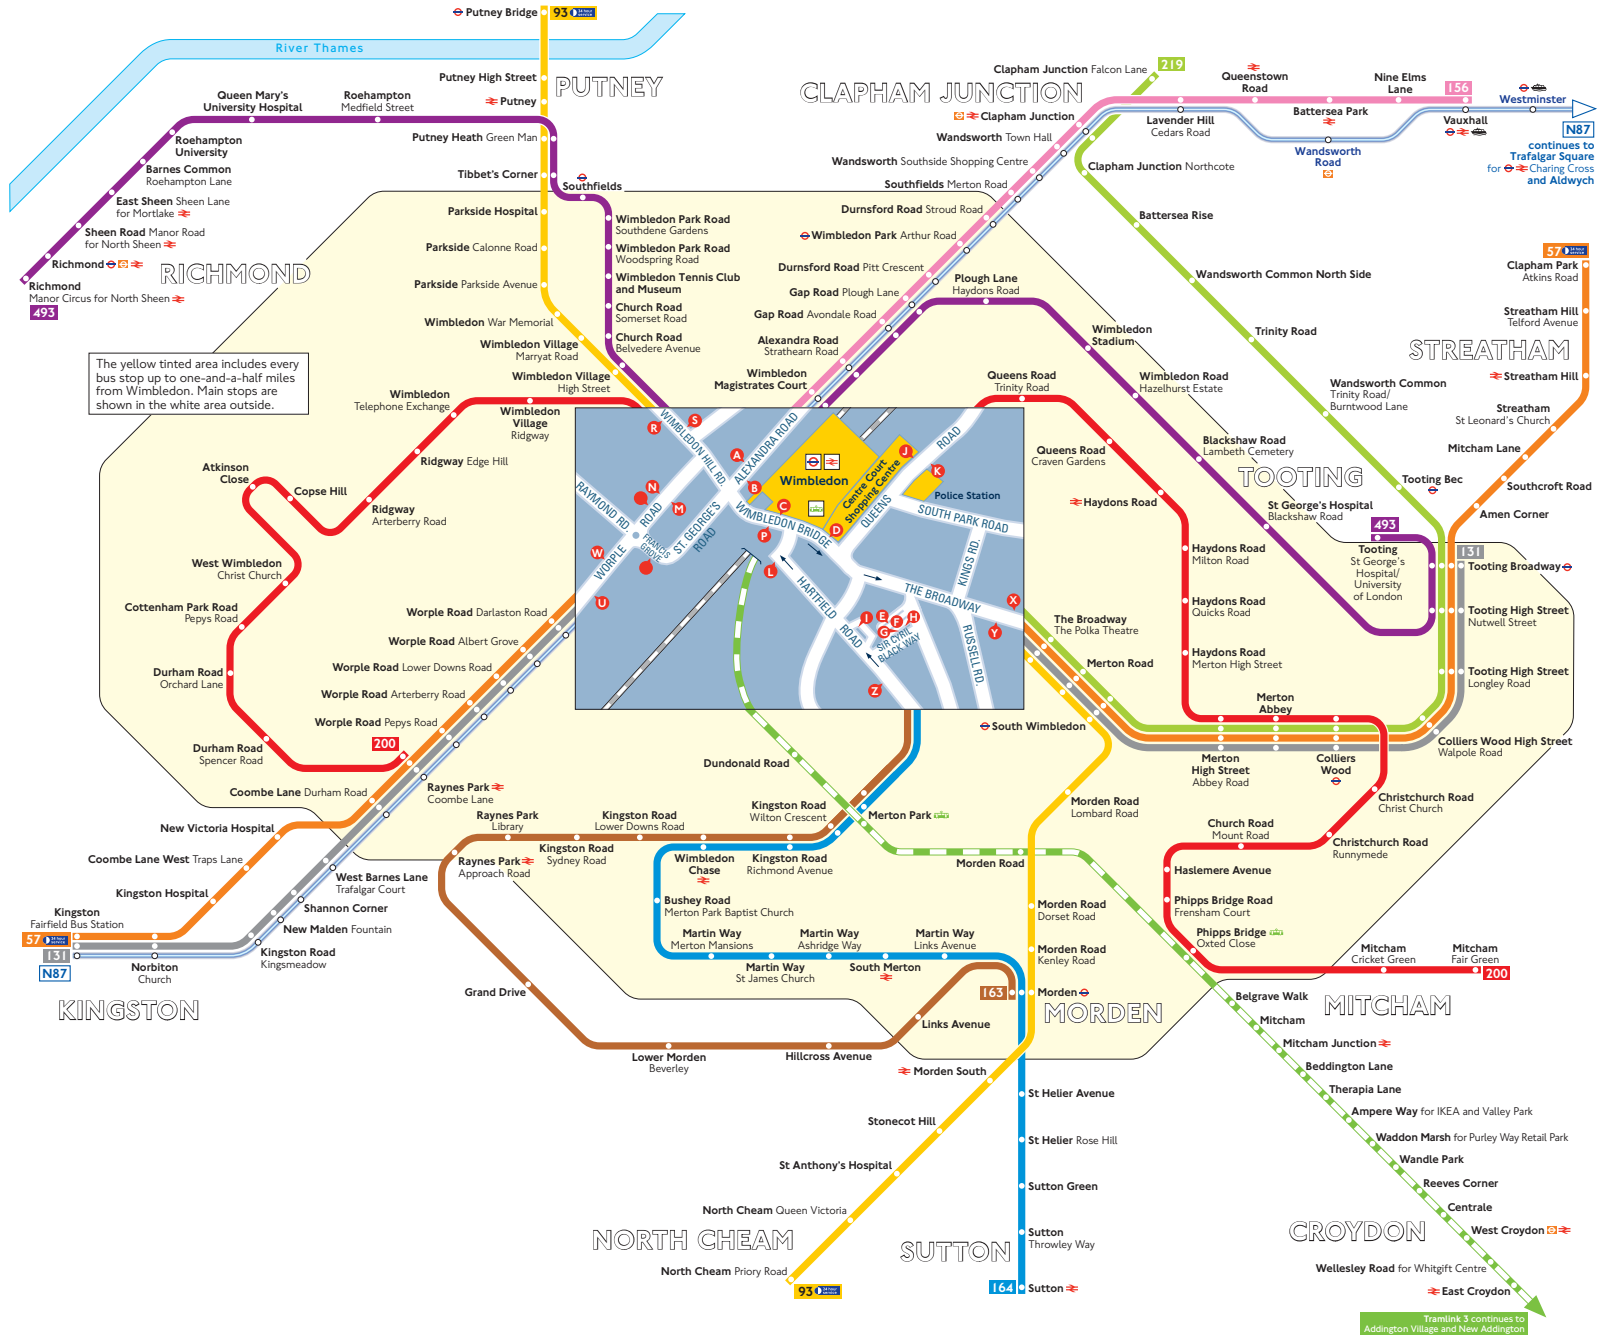 Putney Bridge
93
24 hour
service
River Thames
Putney High Street
PUTNEY
Putney
Queen Mary's
University Hospital
Roehampton
Medfield Street
Putney Heath Green Man
Roehampton
University
Barnes Common
Roehampton Lane
Tibbet's Corner
Southfields
East Sheen Sheen Lane
for Mortlake
Parkside Hospital
Sheen Road Manor Road
for North Sheen
Richmond
RICHMOND
Richmond
Manor Circus for North Sheen
493
Parkside Calonne Road
Parkside Parkside Avenue
Wimbledon Park Road
Southdene Gardens
Wimbledon Park Road
Woodspring Road
Wimbledon Tennis Club
and Museum
Church Road
Somerset Road
Church Road
Belvedere Avenue
Wimbledon War Memorial
Wimbledon Village
Marryat Road
Wimbledon Village
High Street
The yellow tinted area includes every
bus stop up to one-and-a-half miles
from Wimbledon. Main stops are
shown in the white area outside.
Clapham Junction Falcon Lane
219
CLAPHAM JUNCTION
Clapham Junction
Queenstown
Road
Nine Elms
Lane
156
Westminster
Lavender Hill
Cedars Road
Battersea Park
Vauxhall
N87
continues to
Trafalgar Square
for Charing Cross
and Aldwych
Wandsworth
Road
Wandsworth Town Hall
Wandsworth Southside Shopping Centre
Southfields Merton Road
Durnsford Road Stroud Road
Wimbledon Park Arthur Road
Durnsford Road Pitt Crescent
Gap Road Plough Lane
Gap Road Avondale Road
Alexandra Road
Strathearn Road
Wimbledon
Magistrates Court
Clapham Junction Northcote
Battersea Rise
Wandsworth Common North Side
Trinity Road
Wandsworth Common
Trinity Road/
Burntwood Lane
Tooting Bec
57
24 hour
service
Clapham Park
Atkins Road
Streatham Hill
Telford Avenue
STREATHAM
Streatham Hill
Streatham
St Leonard's Church
Mitcham Lane
Southcroft Road
Amen Corner
Plough Lane
Haydons Road
Wimbledon
Stadium
Wimbledon Road
Hazelhurst Estate
Blackshaw Road
Lambeth Cemetery
TOOTING
St George's Hospital
Blackshaw Road
493
Tooting
St George's
Hospital/
University
of London
131
Tooting Broadway
Tooting High Street
Nutwell Street
Tooting High Street
Longley Road
Colliers Wood High Street
Walpole Road
Queens Road
Trinity Road
Queens Road
Craven Gardens
Haydons Road
Haydons Road
Milton Road
Haydons Road
Quicks Road
Haydons Road
Merton High Street
Merton
Abbey
Merton
High Street
Abbey Road
Colliers
Wood
Christchurch Road
Christ Church
Christchurch Road
Runnymede
Church Road
Mount Road
Haslemere Avenue
Phipps Bridge Road
Frensham Court
Phipps Bridge
Oxted Close
Mitcham
Cricket Green
Mitcham
Fair Green
200
MITCHAM
Wimbledon
Telephone Exchange
Wimbledon
Village
Ridgway
Ridgway Edge Hill
Atkinson
Close
Copse Hill
Ridgway
Arterberry Road
West Wimbledon
Christ Church
Cottenham Park Road
Pepys Road
Durham Road
Orchard Lane
Durham Road
Spencer Road
200
Worple Road Darlaston Road
Worple Road Albert Grove
Worple Road Lower Downs Road
Worple Road Arterberry Road
Worple Road Pepys Road
Raynes Park
Coombe Lane
Coombe Lane Durham Road
New Victoria Hospital
Coombe Lane West Traps Lane
Kingston Hospital
Kingston
Fairfield Bus Station
57
24 hour
service
131
N87
Norbiton
Church
KINGSTON
West Barnes Lane
Trafalgar Court
Shannon Corner
New Malden Fountain
Kingston Road
Kingsmeadow
WIMBLEDON HILL RD.
ALEXANDRA ROAD
Wimbledon
Centre Court
Shopping Centre
QUEENS
ROAD
Police Station
SOUTH PARK ROAD
RAYMOND RD.
WORPLE
ROAD
FRANCIS
GROVE
ST. GEORGE'S
ROAD
WIMBLEDON BRIDGE
HARTFIELD
ROAD
KINGS RD.
THE BROADWAY
SIR CYRIL
BLACK WAY
RUSSELL RD.
R
S
A
B
C
D
J
K
N
M
P
L
W
U
I
E
F
G
H
X
Y
Z
The Broadway
The Polka Theatre
Merton Road
South Wimbledon
Morden Road
Lombard Road
Dundonald Road
Merton Park
Morden Road
Morden Road
Dorset Road
Morden Road
Kenley Road
Morden
MORDEN
Kingston Road
Wilton Crescent
Kingston Road
Lower Downs Road
Raynes Park
Library
Kingston Road
Sydney Road
Raynes Park
Approach Road
Wimbledon
Chase
Kingston Road
Richmond Avenue
Bushey Road
Merton Park Baptist Church
Martin Way
Merton Mansions
Martin Way
Ashridge Way
Martin Way
Links Avenue
Martin Way
St James Church
South Merton
163
Grand Drive
Links Avenue
Lower Morden
Beverley
Hillcross Avenue
Morden South
St Helier Avenue
Stonecot Hill
St Helier Rose Hill
St Anthony's Hospital
Sutton Green
North Cheam Queen Victoria
Sutton
Throwley Way
NORTH CHEAM
SUTTON
North Cheam Priory Road
93
24 hour
service
164
Sutton
Belgrave Walk
Mitcham
Mitcham Junction
Beddington Lane
Therapia Lane
Ampere Way for IKEA and Valley Park
Waddon Marsh for Purley Way Retail Park
Wandle Park
Reeves Corner
Centrale
West Croydon
CROYDON
Wellesley Road for Whitgift Centre
East Croydon
Tramlink 3 continues to
Addington Village and New Addington